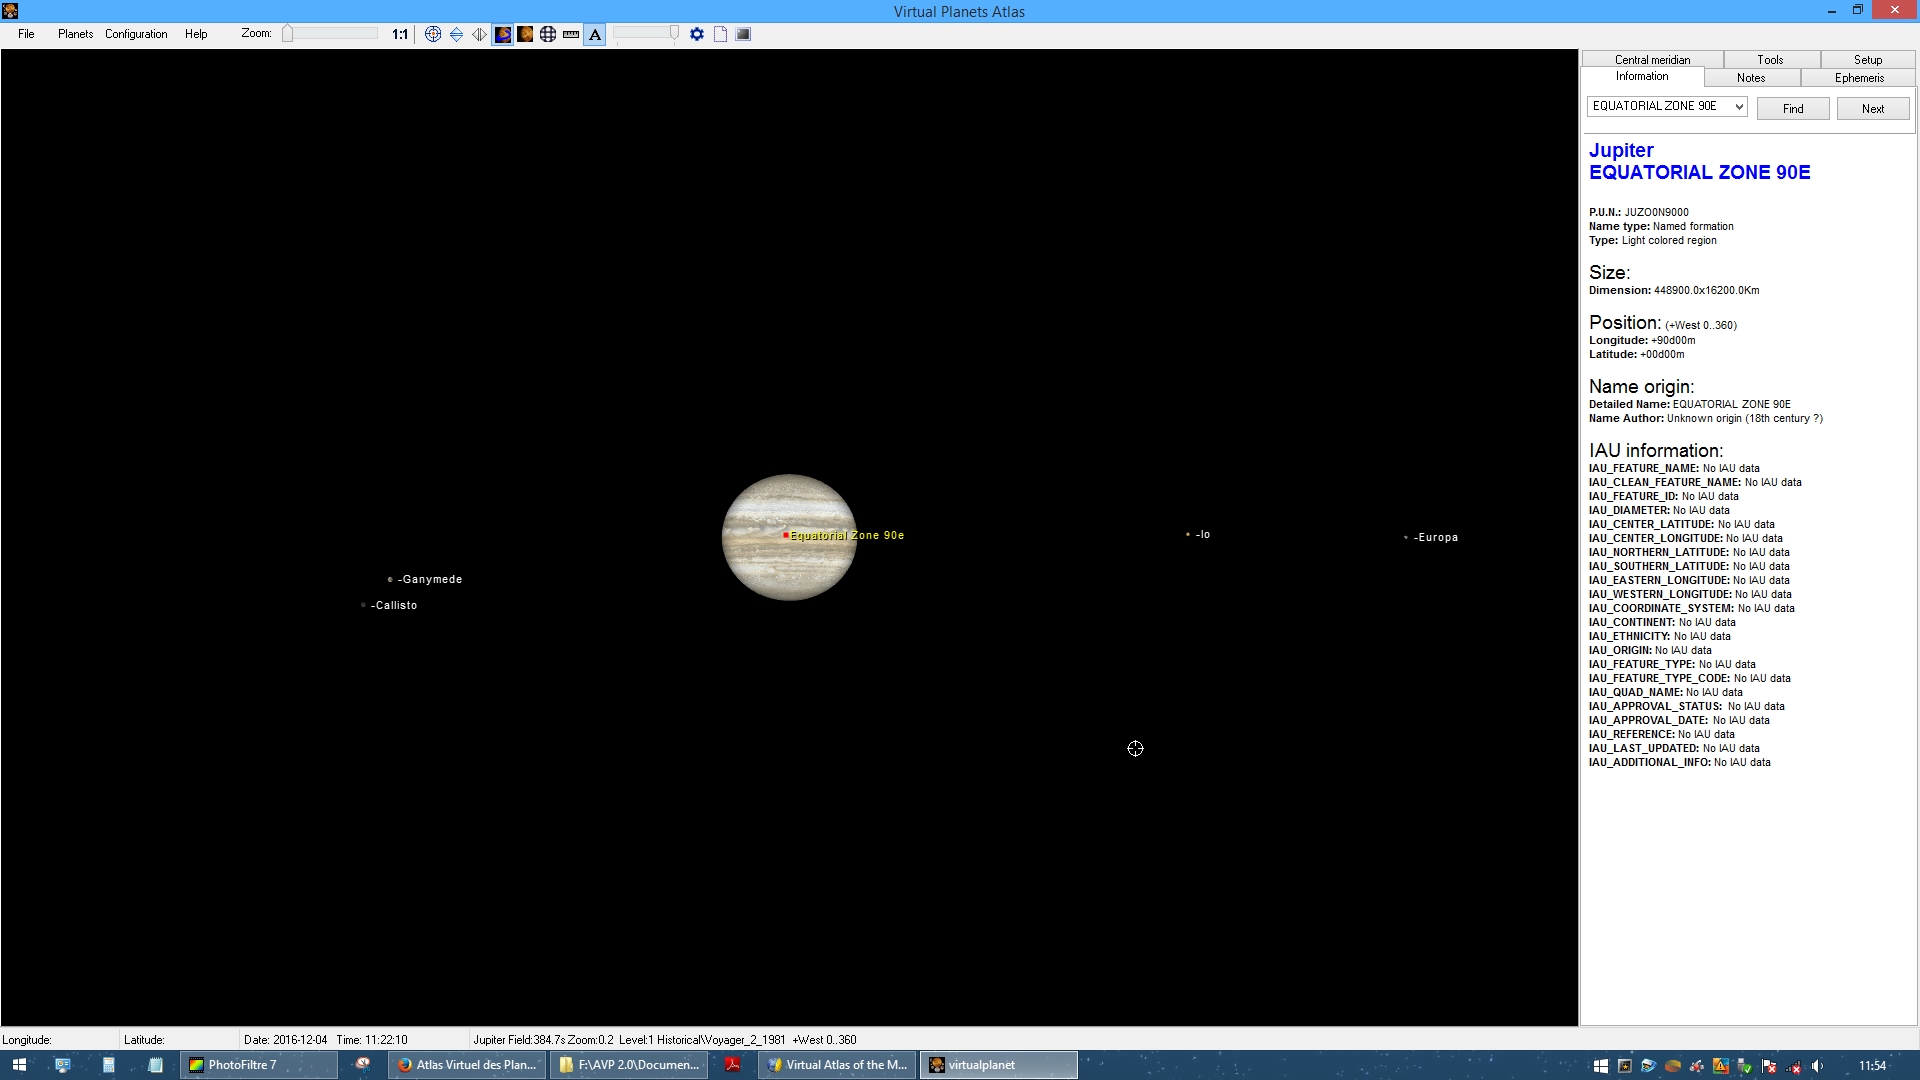 Virtual Planets Atlas
File Planets Configuration Help Zoom: 1:1 A
Central meridian Tools Setup
Information Notes Ephemeris
EQUATORIAL ZONE 90E Find Next
Jupiter
EQUATORIAL ZONE 90E
P.U.N.: JUZO0N9000
Name type: Named formation
Type: Light colored region
Size:
Dimension: 448900.0x16200.0Km
Position: (+West 0..360)
Longitude: +90d00m
Latitude: +00d00m
Name origin:
Detailed Name: EQUATORIAL ZONE 90E
Name Author: Unknown origin (18th century ?)
IAU information:
IAU_FEATURE_NAME: No IAU data
IAU_CLEAN_FEATURE_NAME: No IAU data
IAU_FEATURE_ID: No IAU data
IAU_DIAMETER: No IAU data
IAU_CENTER_LATITUDE: No IAU data
IAU_CENTER_LONGITUDE: No IAU data
IAU_NORTHERN_LATITUDE: No IAU data
IAU_SOUTHERN_LATITUDE: No IAU data
IAU_EASTERN_LONGITUDE: No IAU data
IAU_WESTERN_LONGITUDE: No IAU data
IAU_COORDINATE_SYSTEM: No IAU data
IAU_CONTINENT: No IAU data
IAU_ETHNICITY: No IAU data
IAU_ORIGIN: No IAU data
IAU_FEATURE_TYPE: No IAU data
IAU_FEATURE_TYPE_CODE: No IAU data
IAU_QUAD_NAME: No IAU data
IAU_APPROVAL_STATUS: No IAU data
IAU_APPROVAL_DATE: No IAU data
IAU_REFERENCE: No IAU data
IAU_LAST_UPDATED: No IAU data
IAU_ADDITIONAL_INFO: No IAU data
Equatorial Zone 90e
-Io
-Europa
-Ganymede
-Callisto
Longitude: Latitude: Date: 2016-12-04 Time: 11:22:10 Jupiter Field:384.7s Zoom:0.2 Level:1 Historical\Voyager_2_1981 +West 0..360
PhotoFiltre 7 Atlas Virtuel des Plan... F:\AVP 2.0\Documen... Virtual Atlas of the M... virtualplanet 11:54